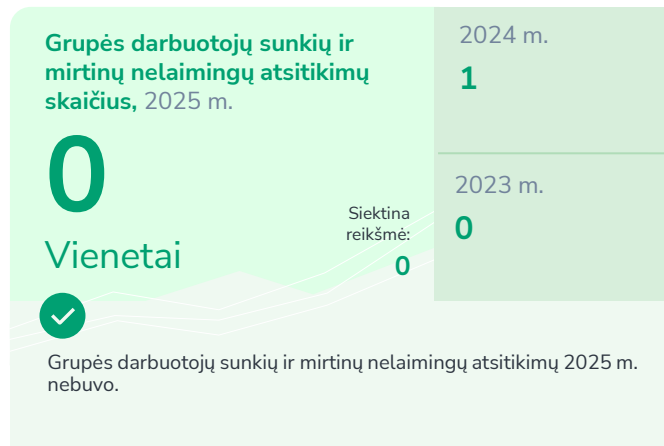 Grupės darbuotojų sunkių ir
mirtinų nelaimingų atsitikimų
skaičius, 2025 m.
0
Vienetai
Siektina
reikšmė:
0
2024 m.
1
2023 m.
0
Grupės darbuotojų sunkių ir mirtinų nelaimingų atsitikimų 2025 m.
nebuvo.